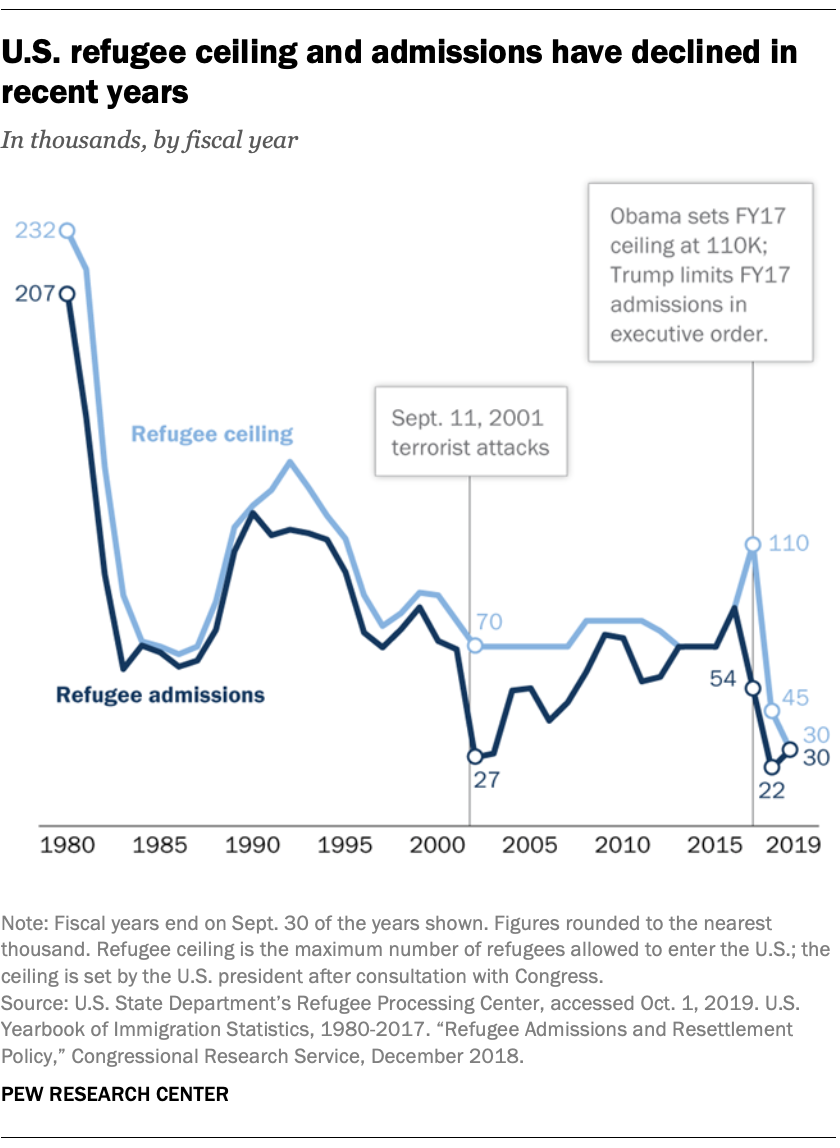 U.S. refugee ceiling and admissions have declined in
recent years
In thousands, by fiscal year
Obama sets FY17
ceiling at 110K;
Trump limits FY17
admissions in
executive order.
232
207
Sept. 11, 2001
terrorist attacks
Refugee ceiling
110
70
54
Refugee admissions
45
30
30
27
22
1980
1985
1990
1995
2000
2005
2010
2015
2019
Note: Fiscal years end on Sept. 30 of the years shown. Figures rounded to the nearest
thousand. Refugee ceiling is the maximum number of refugees allowed to enter the U.S.; the
ceiling is set by the U.S. president after consultation with Congress.
Source: U.S. State Department’s Refugee Processing Center, accessed Oct. 1, 2019. U.S.
Yearbook of Immigration Statistics, 1980-2017. “Refugee Admissions and Resettlement
Policy,” Congressional Research Service, December 2018.
PEW RESEARCH CENTER